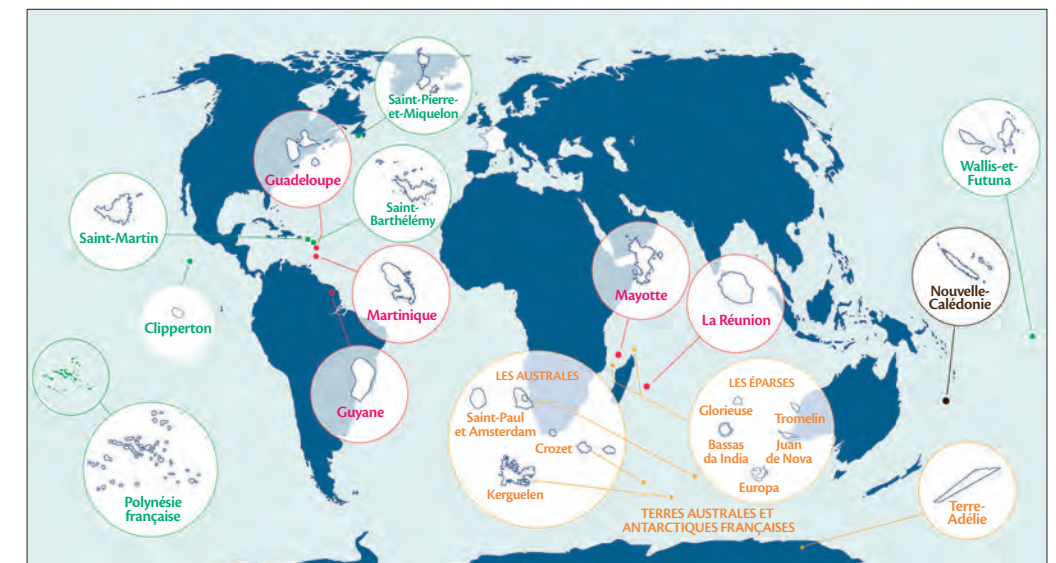 Saint-Pierre-
et-Miquelon
Guadeloupe
Saint-
Barthélémy
Saint-Martin
Wallis-et-
Futuna
Mayotte
Nouvelle-
Calédonie
Martinique
La Réunion
Clipperton
Guyane
LES AUSTRALES
Saint-Paul
et Amsterdam
Crozet
Kerguelen
LES ÉPARSES
Glorieuse
Tromelin
Bassas
da India
Juan
de Nova
Europa
Polynésie
française
TERRES AUSTRALES ET
ANTARCTIQUES FRANÇAISES
Terre-
Adélie